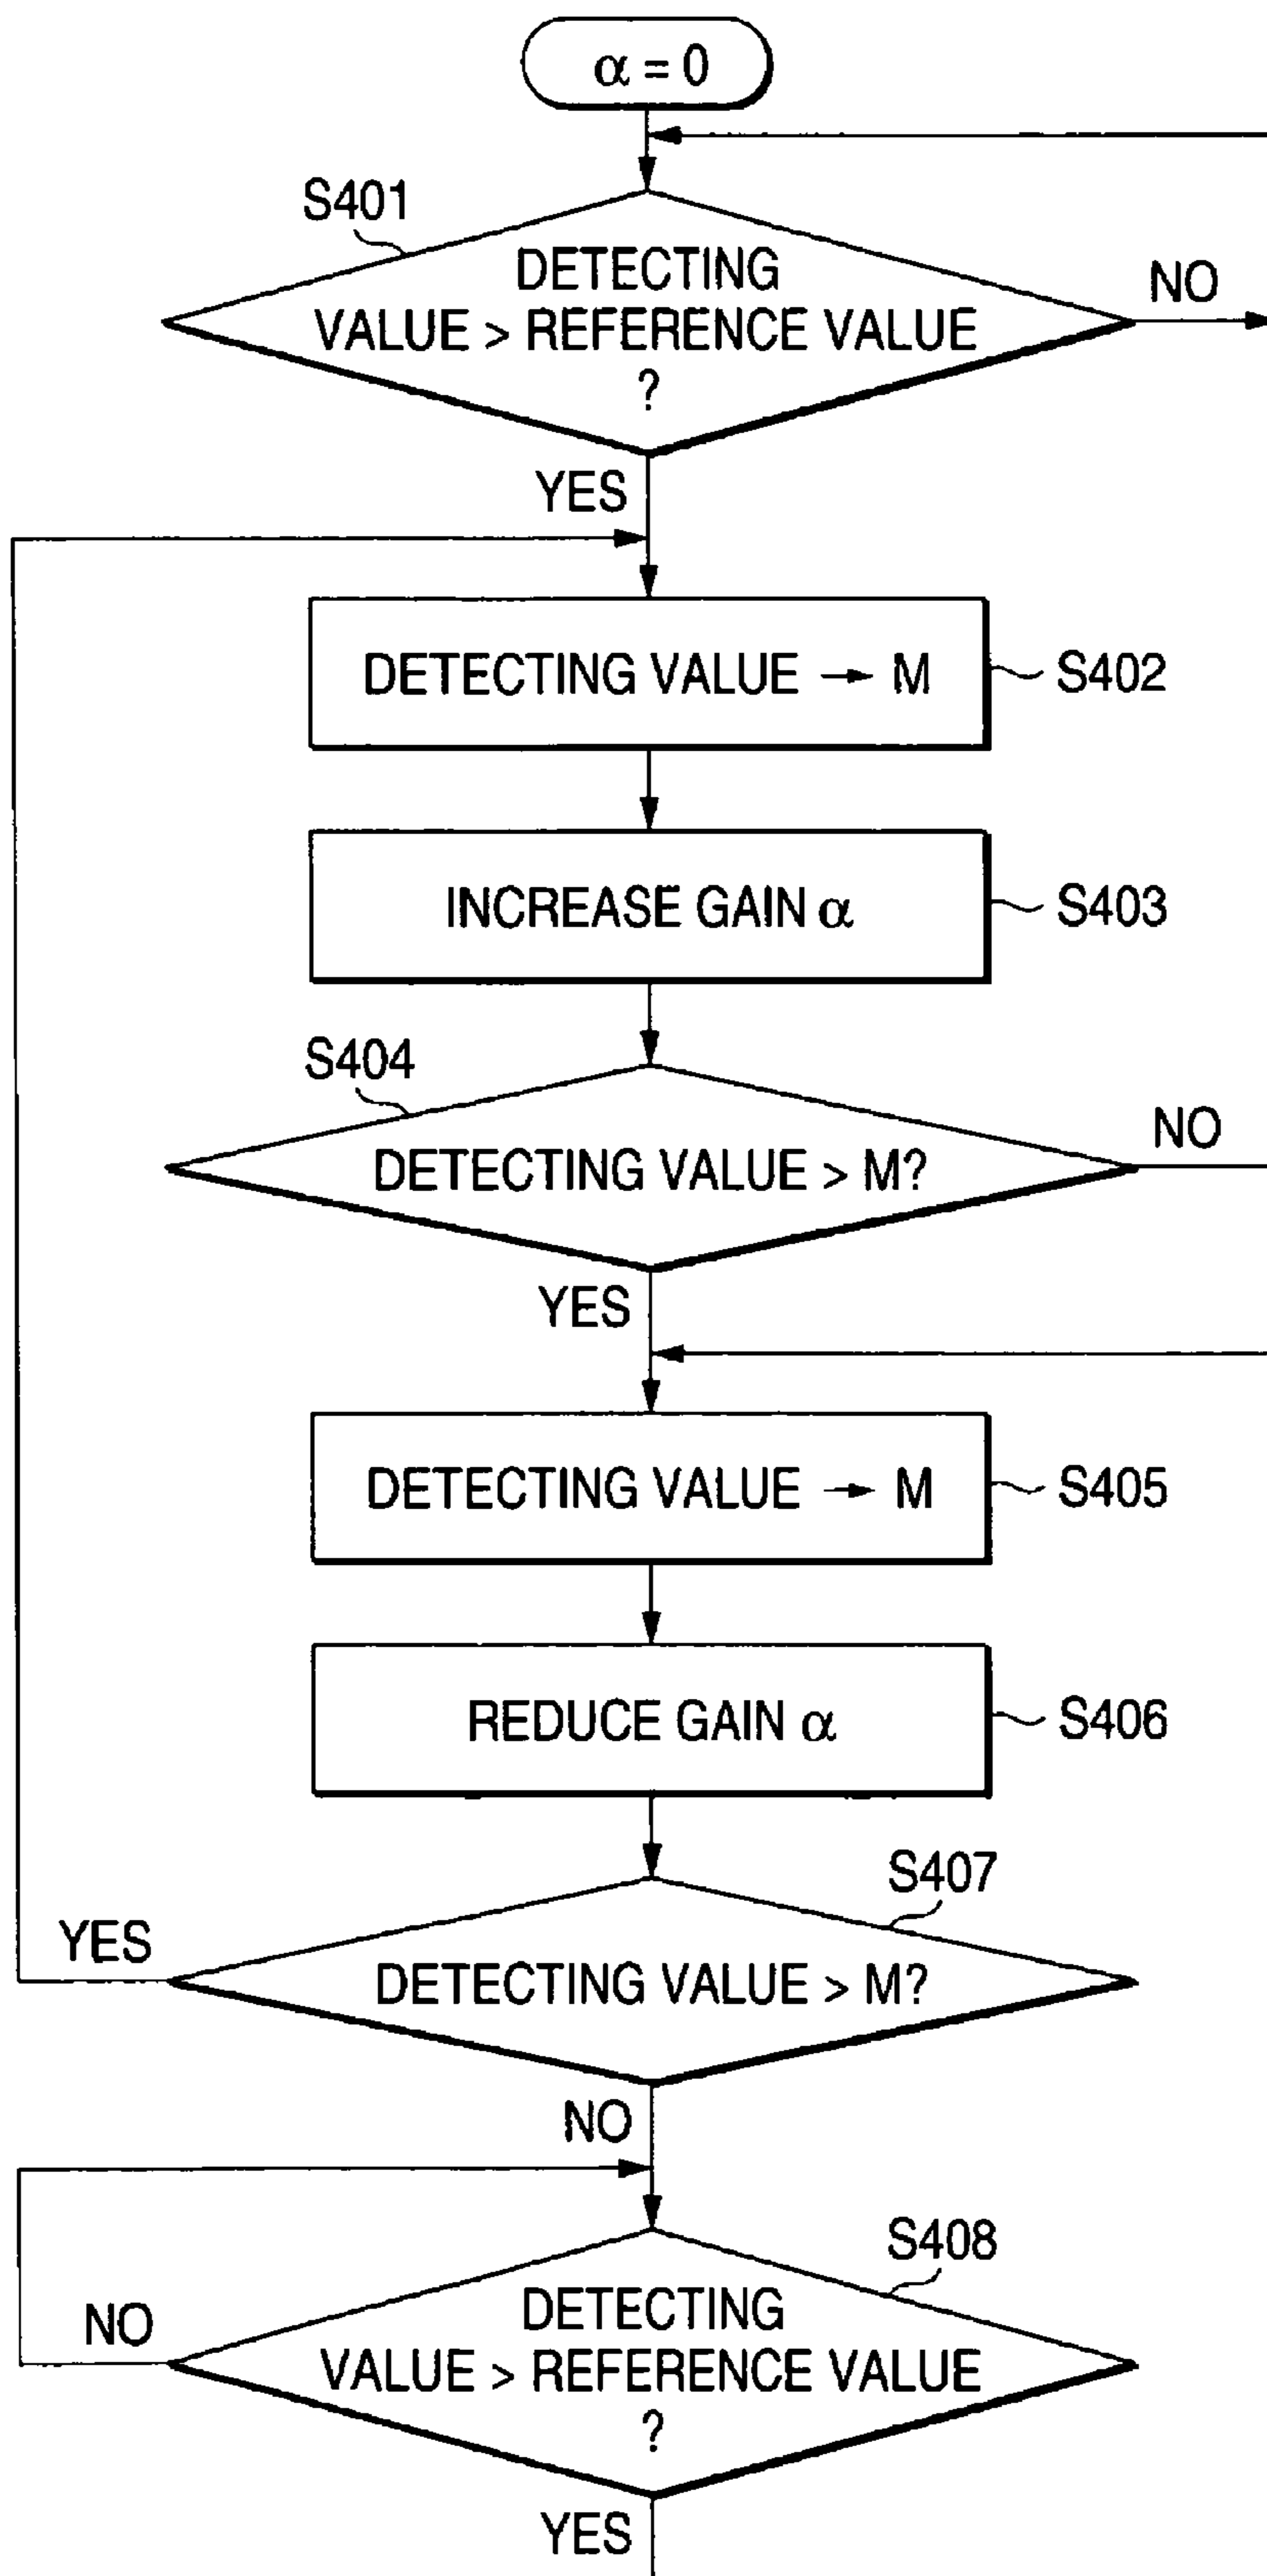 α = 0
S401
DETECTING
VALUE > REFERENCE VALUE
?
NO
YES
DETECTING VALUE → M
S402
INCREASE GAIN α
S403
S404
DETECTING VALUE > M?
NO
YES
DETECTING VALUE → M
S405
REDUCE GAIN α
S406
S407
YES
DETECTING VALUE > M?
NO
S408
DETECTING
VALUE > REFERENCE VALUE
?
NO
YES